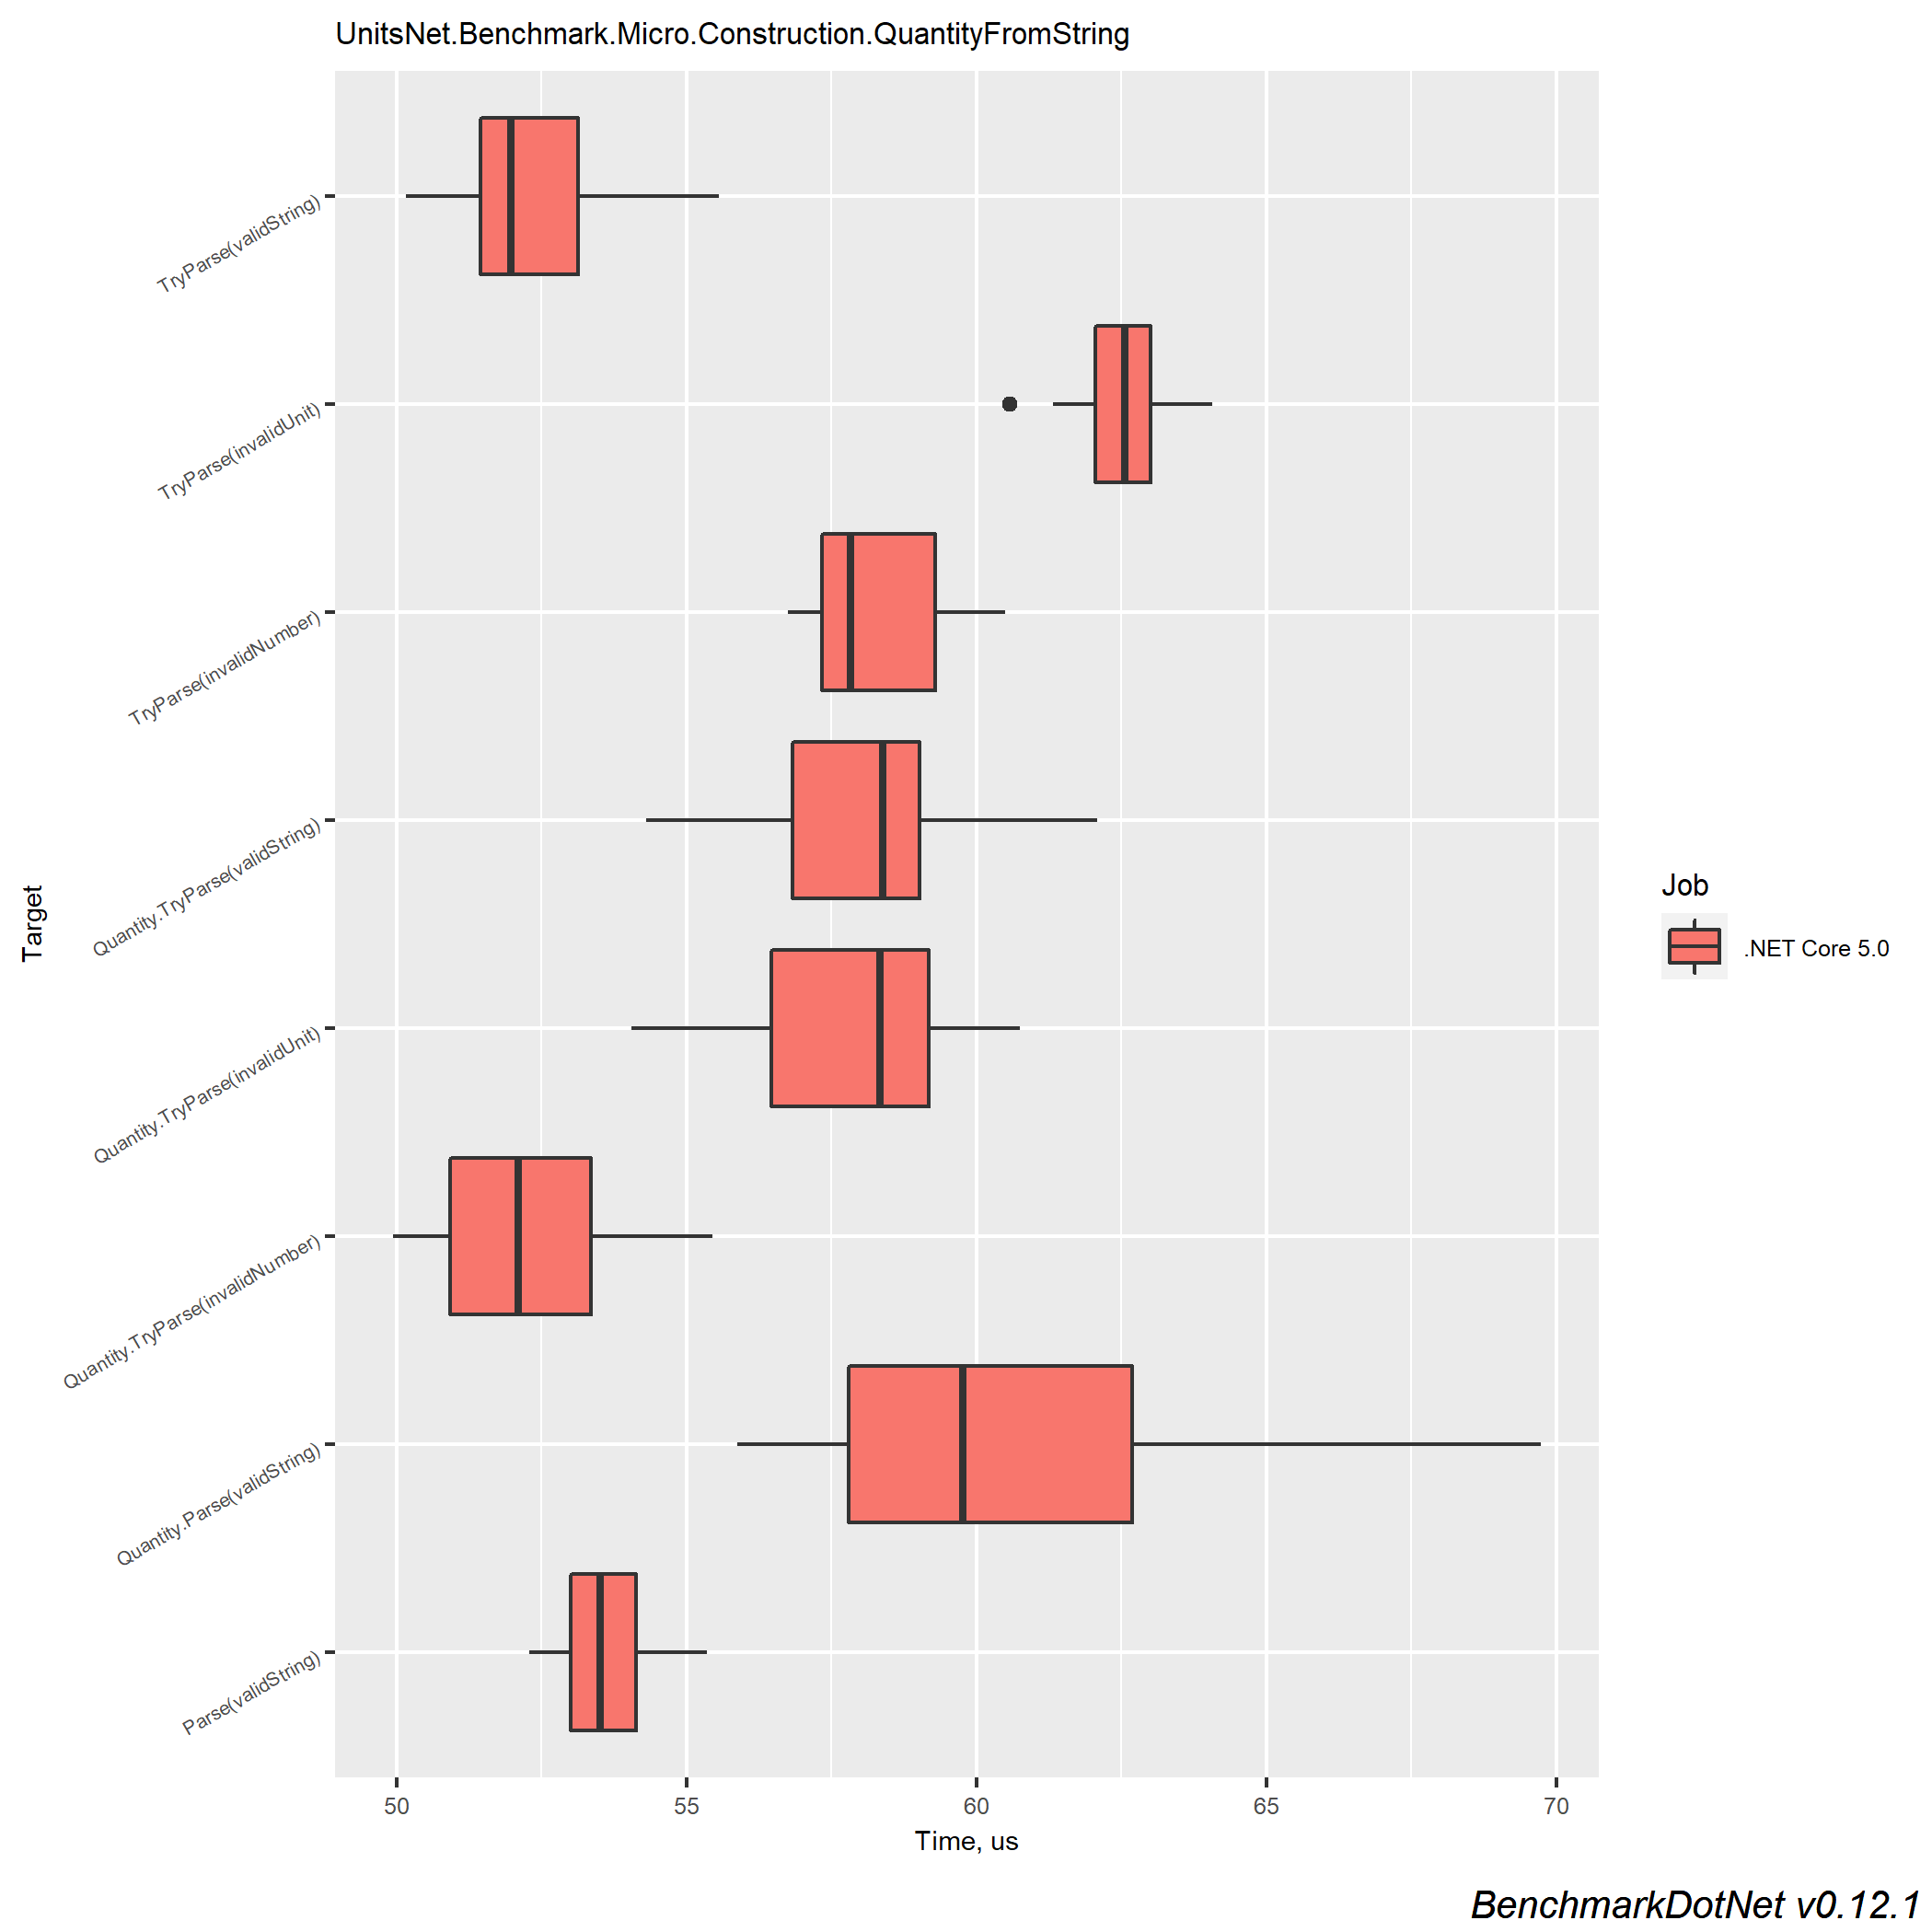 UnitsNet.Benchmark.Micro.Construction.QuantityFromString
TryParse(validString)
TryParse(invalidUnit)
TryParse(invalidNumber)
Quantity.TryParse(validString)
Quantity.TryParse(invalidUnit)
Quantity.TryParse(invalidNumber)
Quantity.Parse(validString)
Parse(validString)
Target
50 55 60 65 70
Time, us
Job
.NET Core 5.0
BenchmarkDotNet v0.12.1